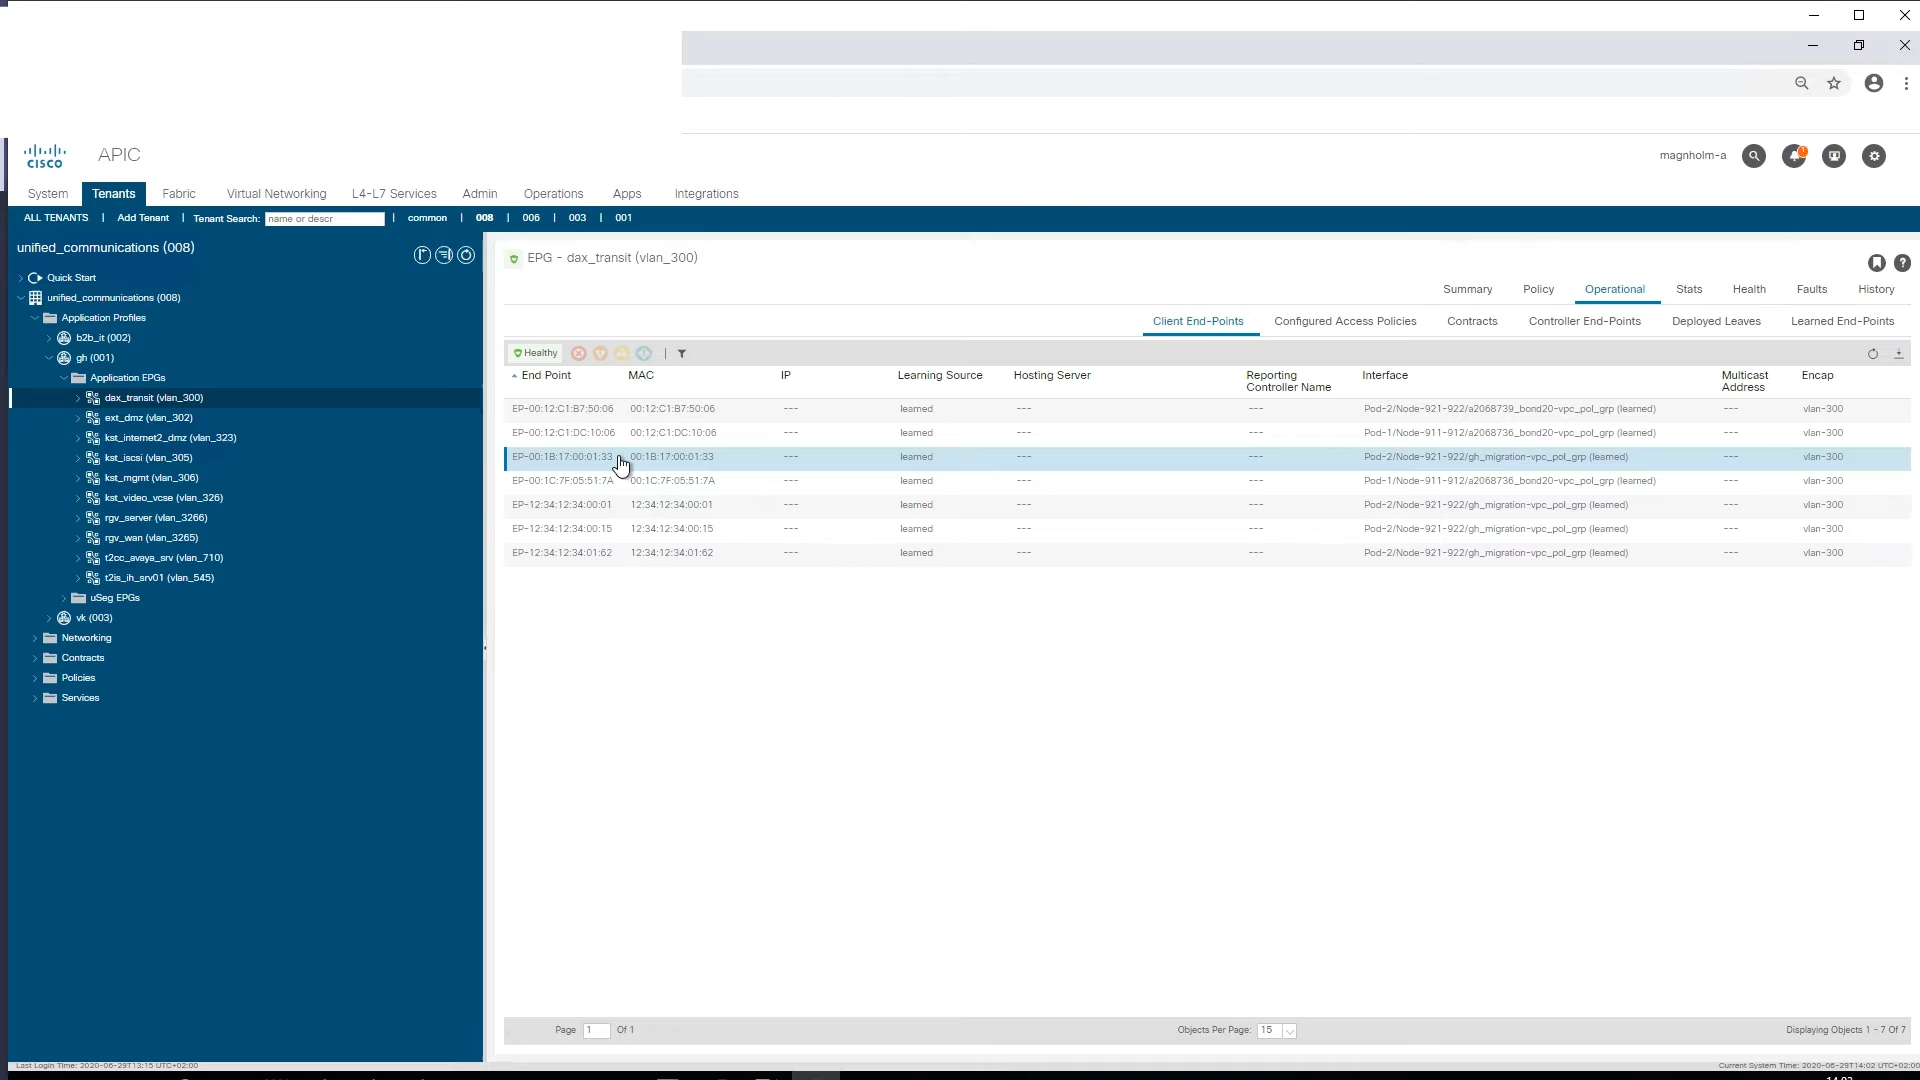 CISCO APIC
magnholm-a
System Tenants Fabric Virtual Networking L4-L7 Services Admin Operations Apps Integrations
ALL TENANTS | Add Tenant | Tenant Search: name or descr | common | 008 | 006 | 003 | 001
unified_communications (008)
Quick Start
unified_communications (008)
Application Profiles
b2b_it (002)
gh (001)
Application EPGs
dax_transit (vlan_300)
ext_dmz (vlan_302)
kst_internet2_dmz (vlan_323)
kst_iscsi (vlan_305)
kst_mgmt (vlan_306)
kst_video_vcse (vlan_326)
rgv_server (vlan_3266)
rgv_wan (vlan_3265)
t2cc_avaya_srv (vlan_710)
t2is_ih_srv01 (vlan_545)
uSeg EPGs
vk (003)
Networking
Contracts
Policies
Services
EPG - dax_transit (vlan_300)
Summary Policy Operational Stats Health Faults History
Client End-Points Configured Access Policies Contracts Controller End-Points Deployed Leaves Learned End-Points
Healthy
End Point MAC IP Learning Source Hosting Server Reporting Controller Name Interface Multicast Address Encap
EP-00:12:C1:B7:50:06 00:12:C1:B7:50:06 --- learned --- --- Pod-2/Node-921-922/a2068739_bond20-vpc_pol_grp (learned) --- vlan-300
EP-00:12:C1:DC:10:06 00:12:C1:DC:10:06 --- learned --- --- Pod-1/Node-911-912/a2068736_bond20-vpc_pol_grp (learned) --- vlan-300
EP-00:1B:17:00:01:33 00:1B:17:00:01:33 --- learned --- --- Pod-2/Node-921-922/gh_migration-vpc_pol_grp (learned) --- vlan-300
EP-00:1C:7F:05:51:7A 00:1C:7F:05:51:7A --- learned --- --- Pod-1/Node-911-912/a2068736_bond20-vpc_pol_grp (learned) --- vlan-300
EP-12:34:12:34:00:01 12:34:12:34:00:01 --- learned --- --- Pod-2/Node-921-922/gh_migration-vpc_pol_grp (learned) --- vlan-300
EP-12:34:12:34:00:15 12:34:12:34:00:15 --- learned --- --- Pod-2/Node-921-922/gh_migration-vpc_pol_grp (learned) --- vlan-300
EP-12:34:12:34:01:62 12:34:12:34:01:62 --- learned --- --- Pod-2/Node-921-922/gh_migration-vpc_pol_grp (learned) --- vlan-300
Page 1 Of 1 Objects Per Page: 15 Displaying Objects 1 - 7 Of 7
Last Login Time: 2020-06-29T13:15 UTC+02:00 Current System Time: 2020-06-29T14:02 UTC+02:00